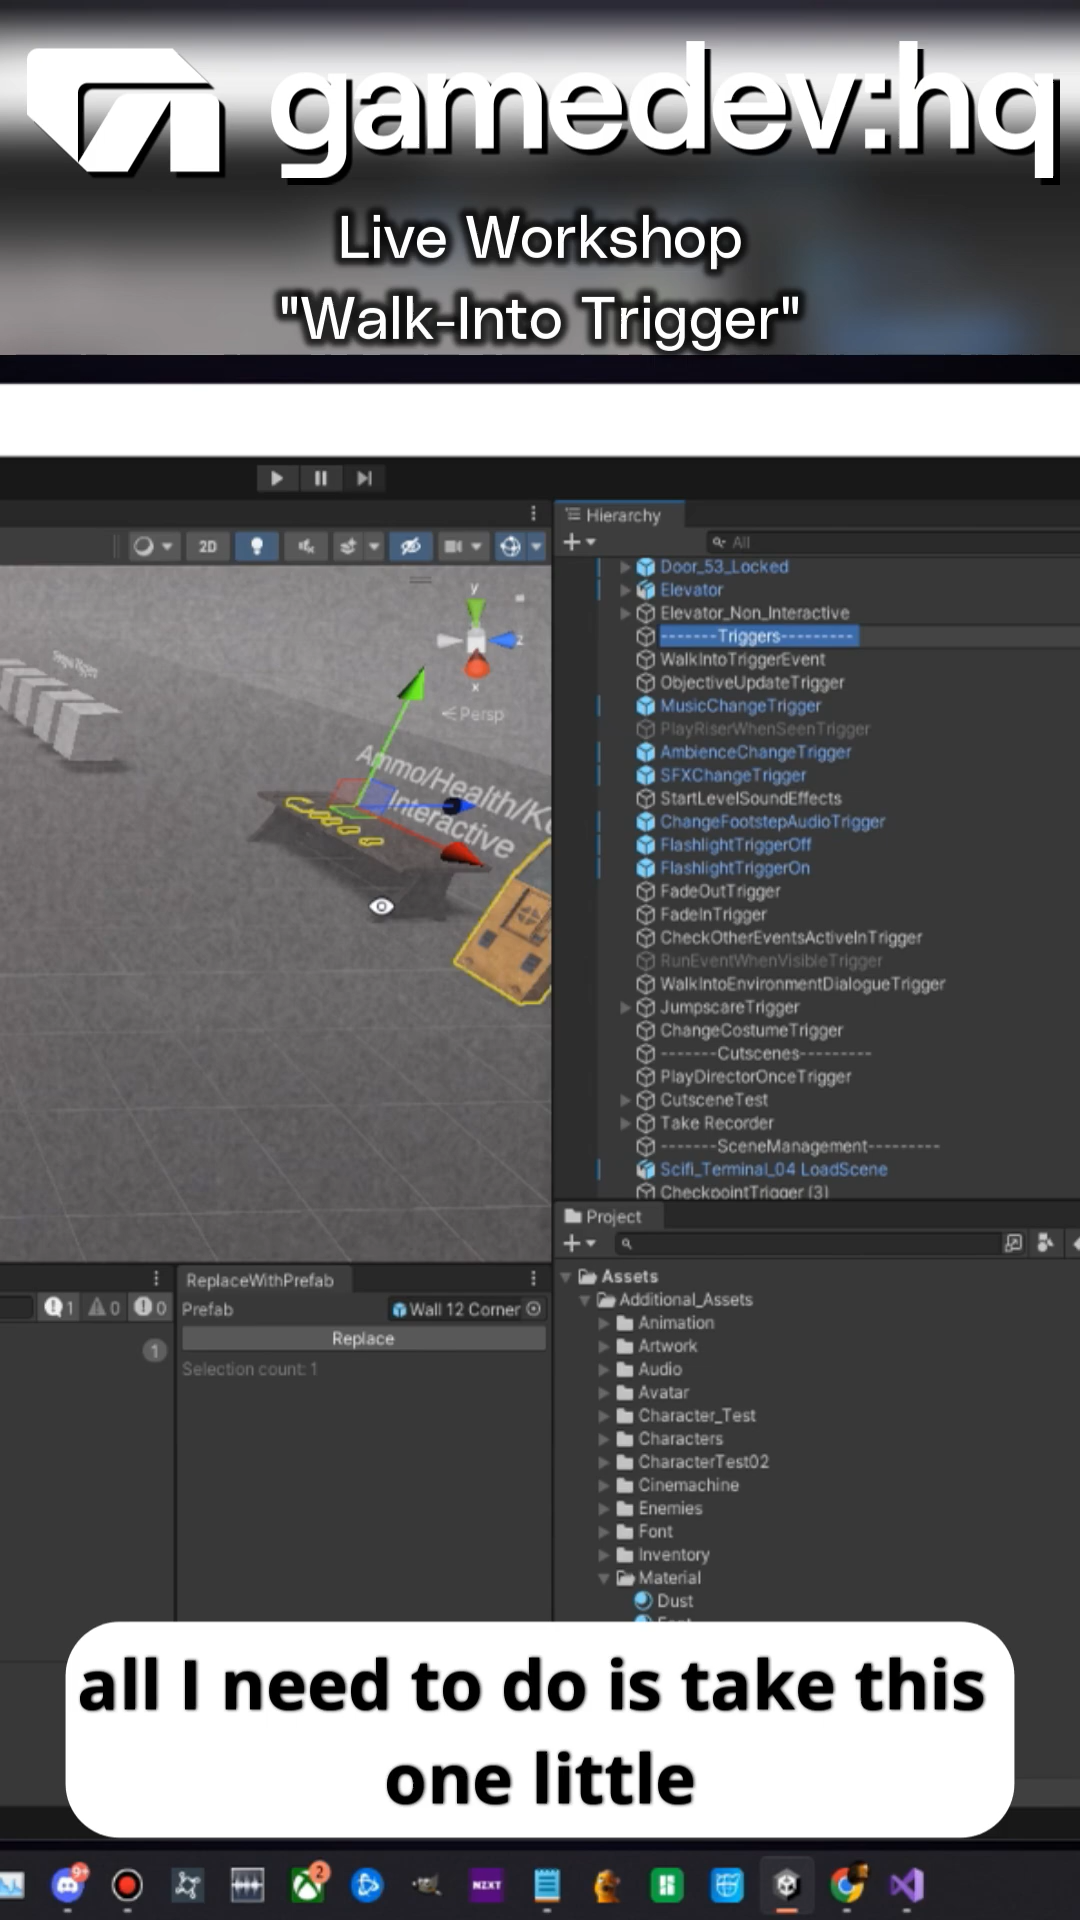 gamedev:hq
Live Workshop
"Walk-Into Trigger"
Hierarchy
2D
All
Door_53_Locked
Elevator
Elevator_Non_Interactive
-------Triggers---------
WalkIntoTriggerEvent
ObjectiveUpdateTrigger
MusicChangeTrigger
PlayRiserWhenSeenTrigger
AmbienceChangeTrigger
SFXChangeTrigger
StartLevelSoundEffects
ChangeFootstepAudioTrigger
FlashlightTriggerOff
FlashlightTriggerOn
FadeOutTrigger
FadeInTrigger
CheckOtherEventsActiveInTrigger
RunEventWhenVisibleTrigger
WalkIntoEnvironmentDialogueTrigger
JumpscareTrigger
ChangeCostumeTrigger
-------Cutscenes---------
PlayDirectorOnceTrigger
CutsceneTest
Take Recorder
-------SceneManagement---------
Scifi_Terminal_04 LoadScene
CheckpointTrigger (3)
y
z
x
Persp
Ammo/Health/K
Interactive
Project
ReplaceWithPrefab
1 0 0
Prefab
Wall 12 Corner
Replace
1
Selection count: 1
Assets
Additional_Assets
Animation
Artwork
Audio
Avatar
Character_Test
Characters
CharacterTest02
Cinemachine
Enemies
Font
Inventory
Material
Dust
all I need to do is take this
one little
9+
2
NZXT